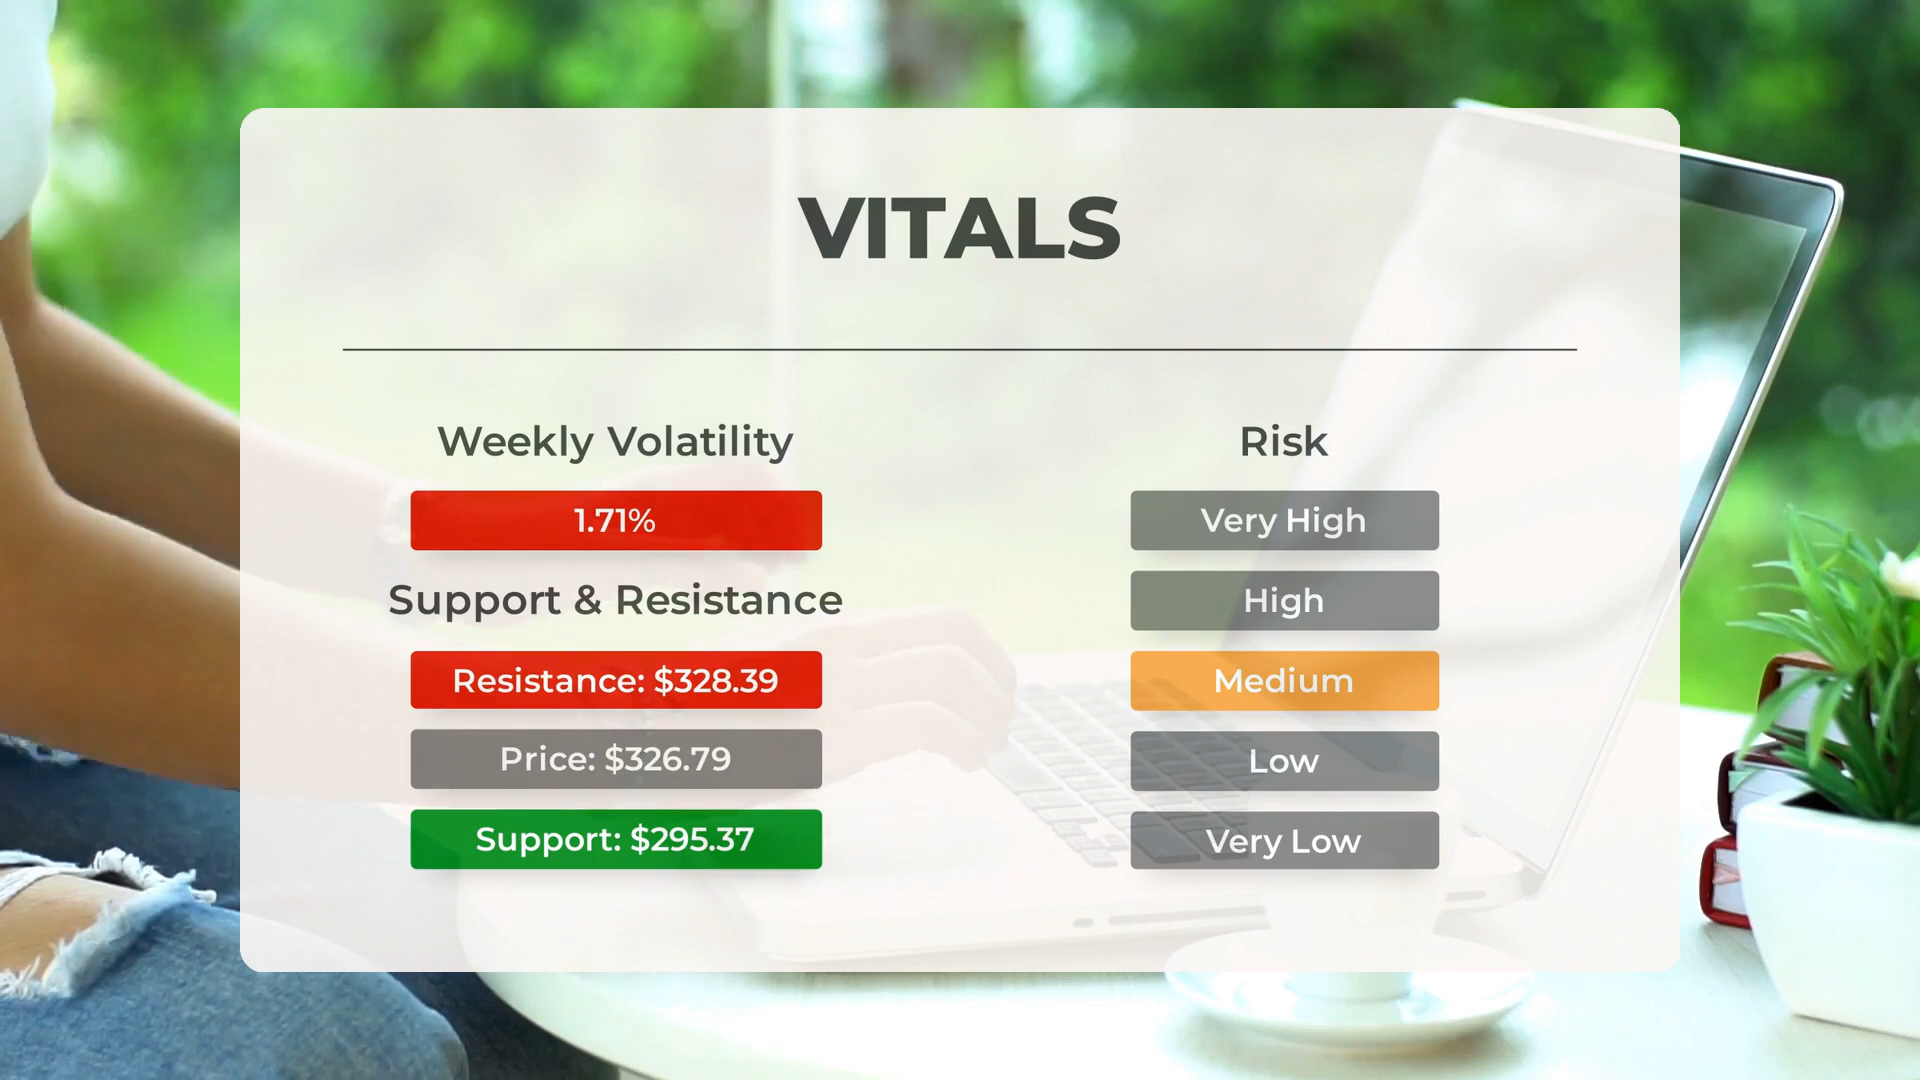 VITALS
Weekly Volatility
1.71%
Support & Resistance
Resistance: $328.39
Price: $326.79
Support: $295.37
Risk
Very High
High
Medium
Low
Very Low